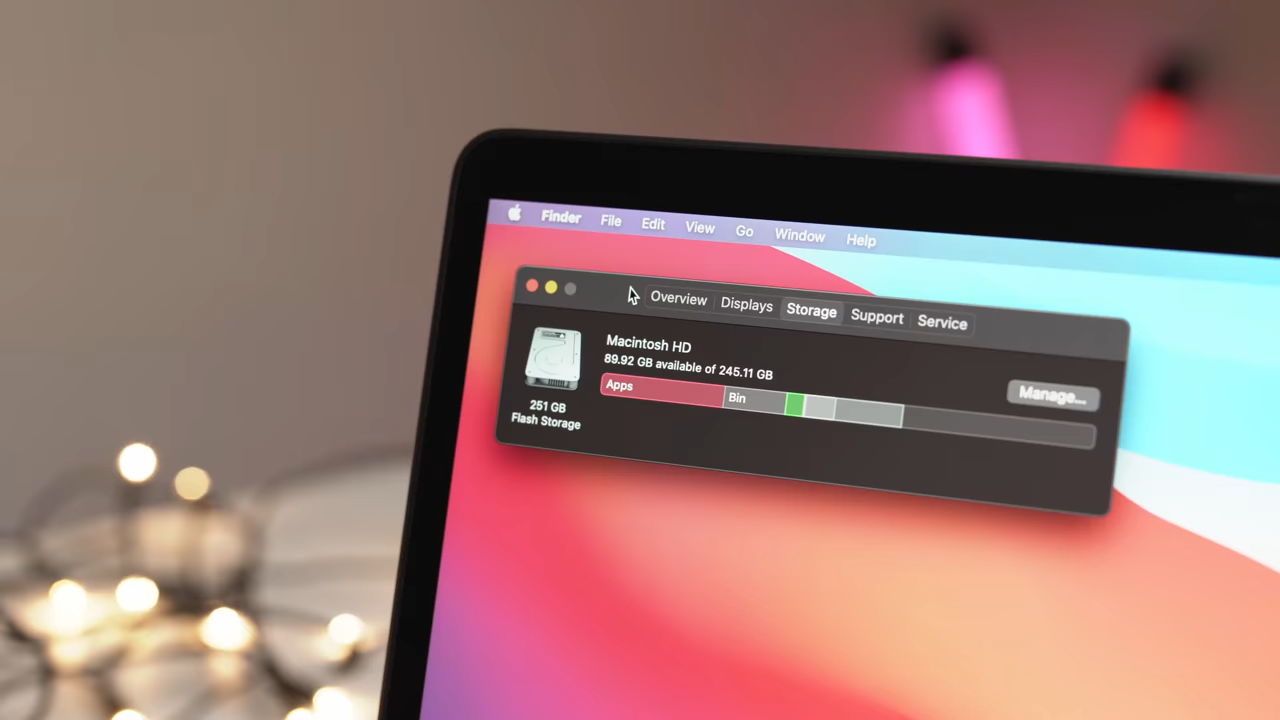 Finder File Edit View Go Window Help
Overview Displays Storage Support Service
Macintosh HD
89.92 GB available of 245.11 GB
Apps Bin
Manage...
251 GB
Flash Storage